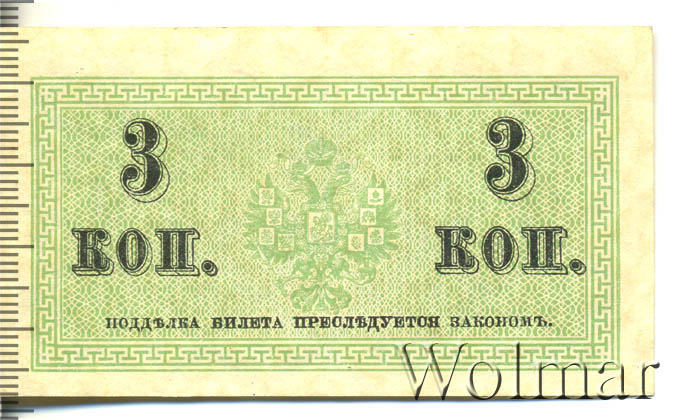 3 3
КОП. КОП.
ПОДДѢЛКА БИЛЕТА ПРЕСЛѢДУЕТСЯ ЗАКОНОМЪ.
Wolmar